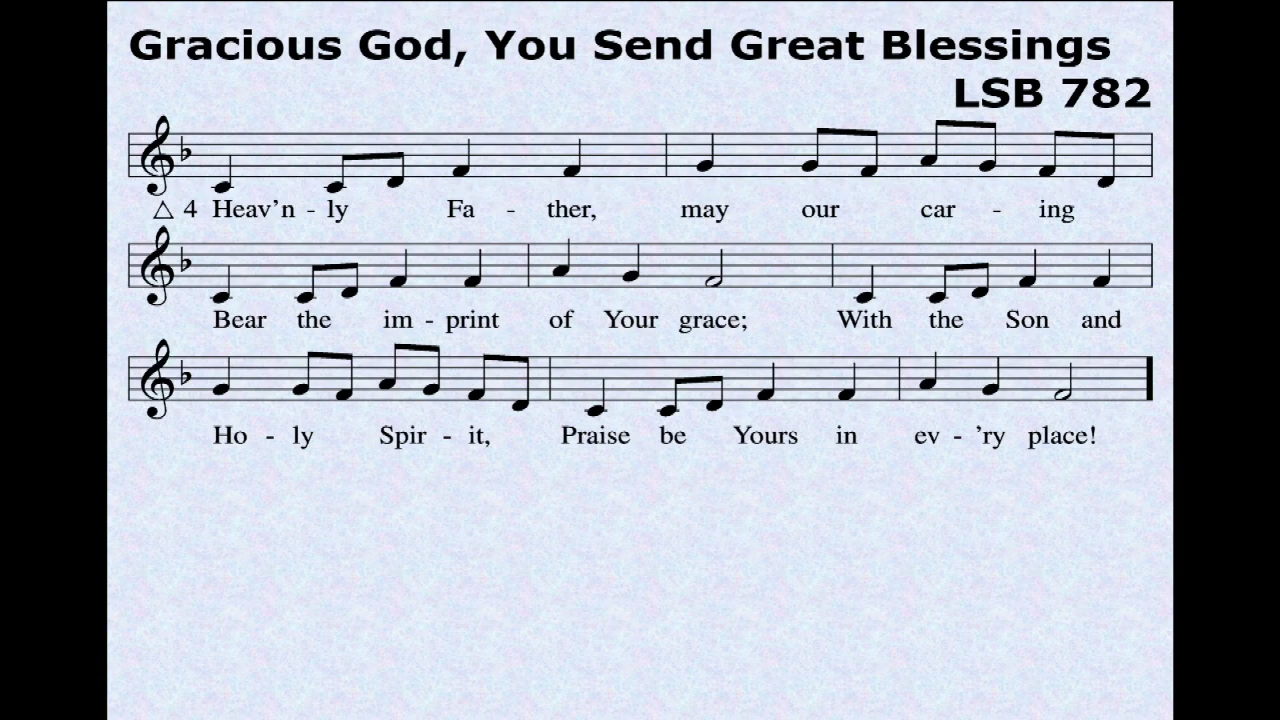 Gracious God, You Send Great Blessings
LSB 782
△ 4 Heav’n - ly Fa - ther, may our car - ing
Bear the im - print of Your grace; With the Son and
Ho - ly Spir - it, Praise be Yours in ev - ’ry place!